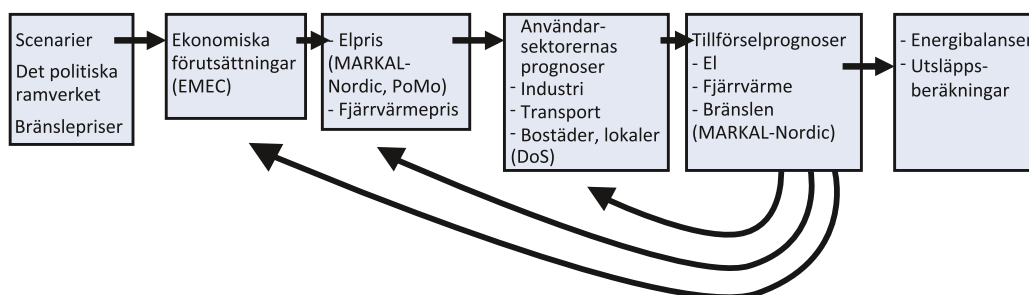 Scenarier
Det politiska
ramverket
Bränslepriser
Ekonomiska
förutsättningar
(EMEC)
- Elpris
(MARKAL-
Nordic, PoMo)
- Fjärrvärmepris
Användar-
sektorernas
prognoser
- Industri
- Transport
- Bostäder, lokaler
(DoS)
Tillförselprognoser
- El
- Fjärrvärme
- Bränslen
(MARKAL-Nordic)
- Energibalanser
- Utsläpps-
beräkningar